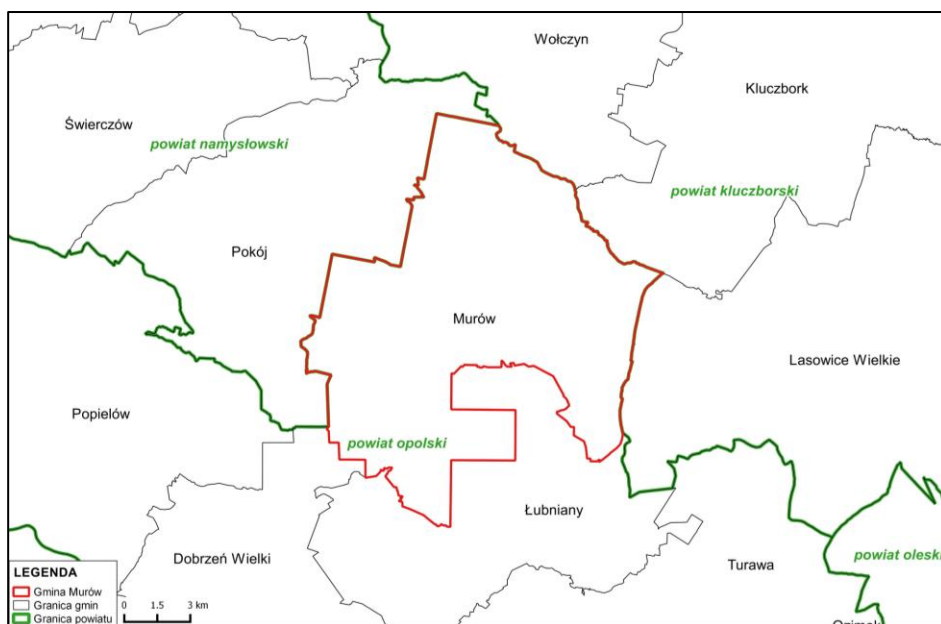 Wołczyn
Kluczbork
Świerczów
powiat namysłowski
powiat kluczborski
Pokój
Murów
Lasowice Wielkie
Popielów
powiat opolski
Łubniany
Dobrzeń Wielki
Turawa
powiat oleski
LEGENDA
Gmina Murów
Granica gmin
Granica powiatu
0 1.5 3 km